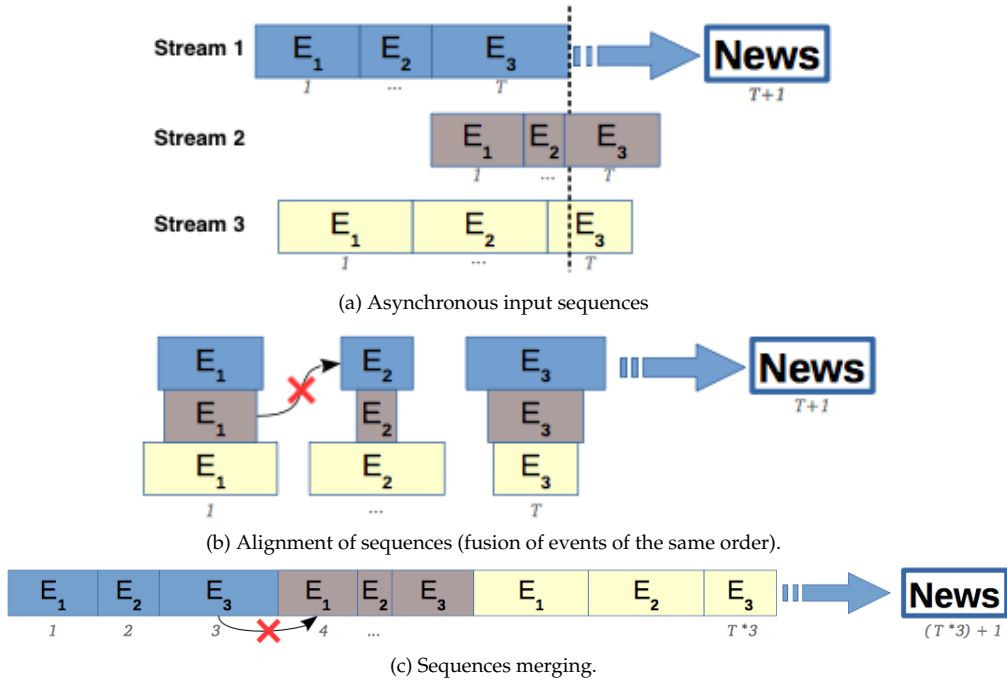 Stream 1 E₁ E₂ E₃ News
1 ... T T+1
Stream 2 E₁ E₂ E₃
1 ... T
Stream 3 E₁ E₂ E₃
1 ... T
(a) Asynchronous input sequences
E₁ E₂ E₃ News
E₁ E₂ E₃ T+1
E₁ E₂ E₃
1 ... T
(b) Alignment of sequences (fusion of events of the same order).
E₁ E₂ E₃ E₁ E₂ E₃ E₁ E₂ E₃ News
1 2 3 4 ... T*3 (T*3) + 1
(c) Sequences merging.